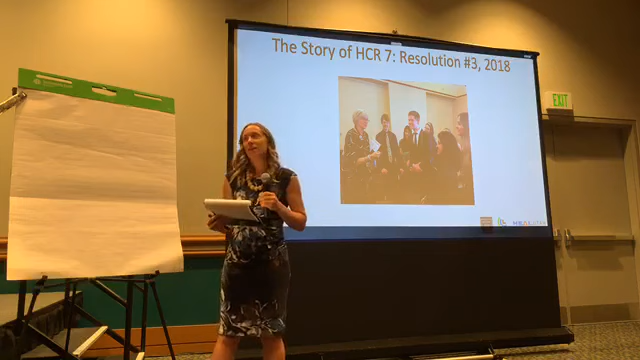 The Story of HCR 7: Resolution #3, 2018
EXIT